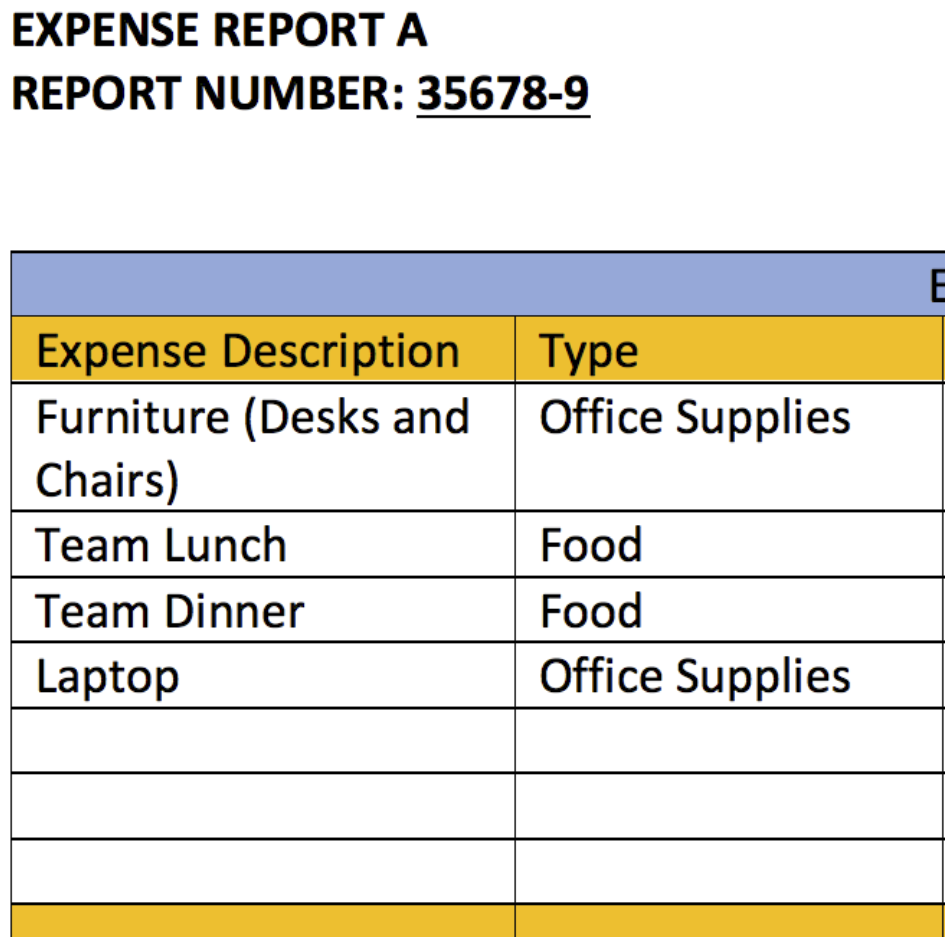 EXPENSE REPORT A
REPORT NUMBER: 35678-9
Expense Description Type
Furniture (Desks and Office Supplies
Chairs)
Team Lunch Food
Team Dinner Food
Laptop Office Supplies